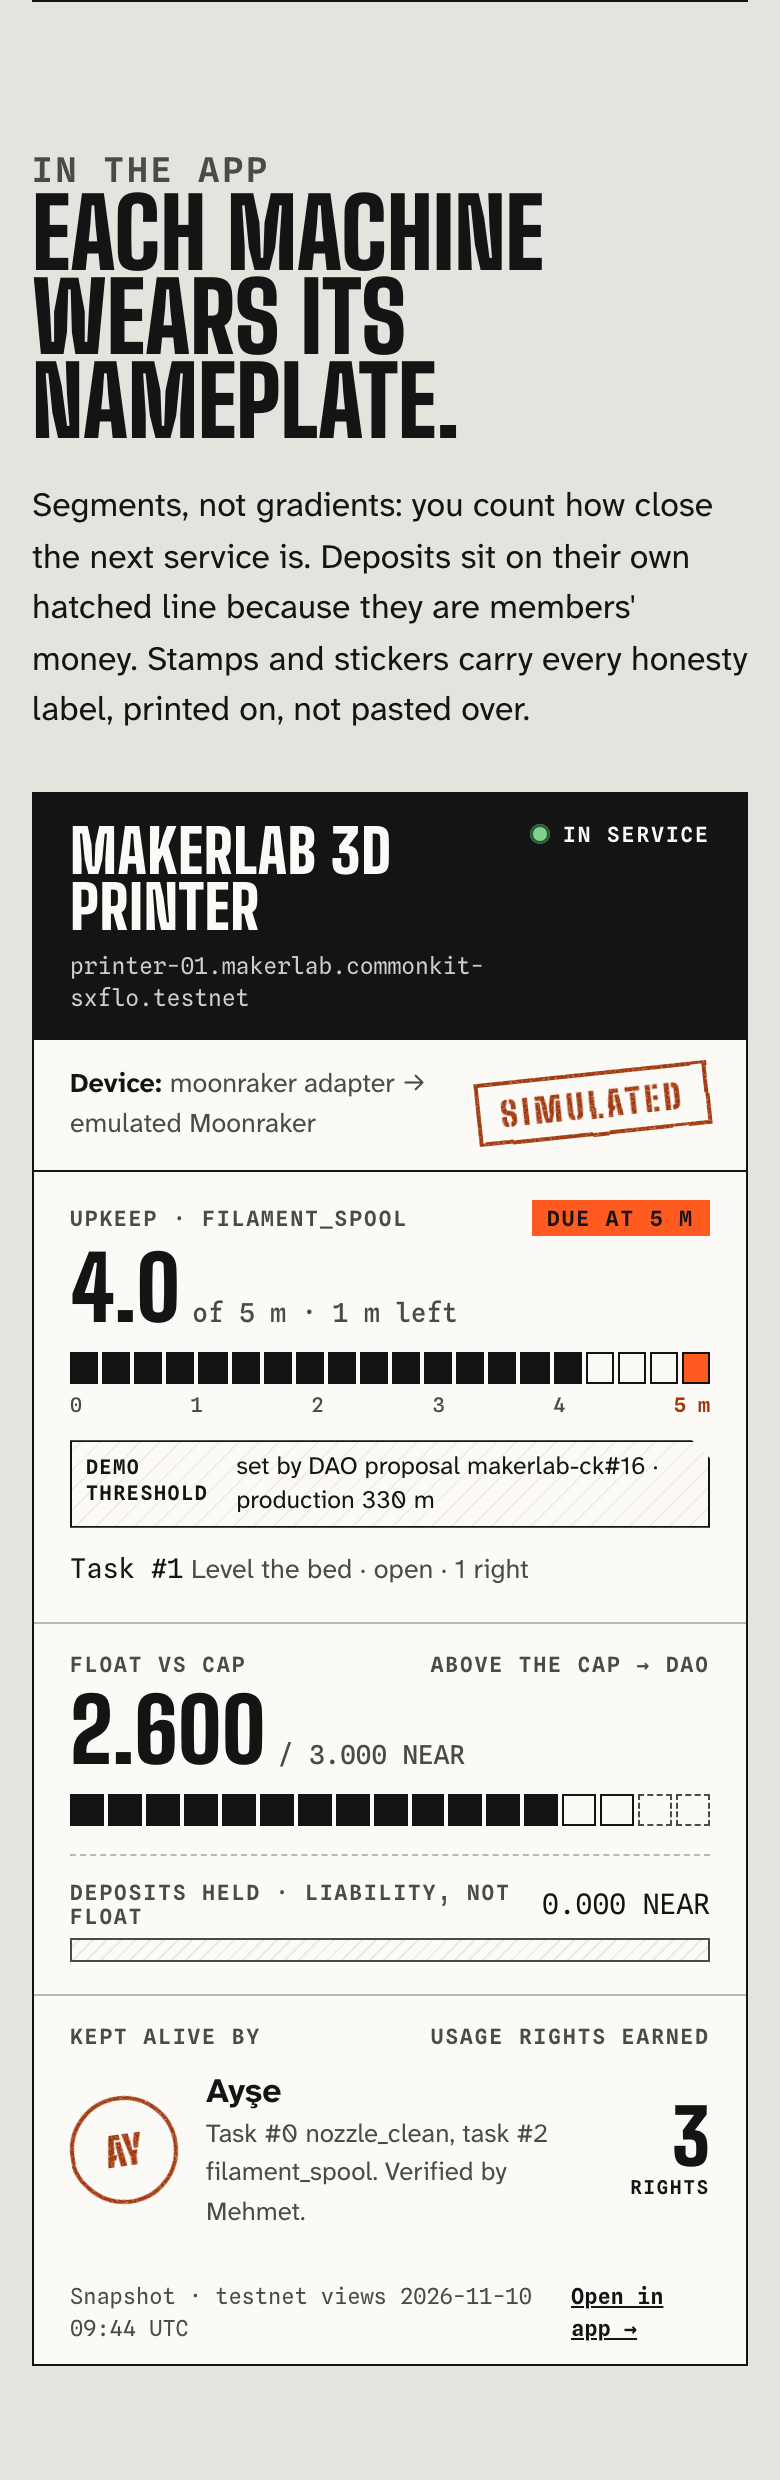 IN THE APP
EACH MACHINE
WEARS ITS
NAMEPLATE.
Segments, not gradients: you count how close
the next service is. Deposits sit on their own
hatched line because they are members'
money. Stamps and stickers carry every honesty
label, printed on, not pasted over.
MAKERLAB 3D
PRINTER
IN SERVICE
printer-01.makerlab.commonkit-
sxflo.testnet
Device: moonraker adapter →
emulated Moonraker
SIMULATED
UPKEEP · FILAMENT_SPOOL
DUE AT 5 M
4.0 of 5 m · 1 m left
0 1 2 3 4 5 m
DEMO
THRESHOLD
set by DAO proposal makerlab-ck#16 ·
production 330 m
Task #1 Level the bed · open · 1 right
FLOAT VS CAP
ABOVE THE CAP → DAO
2.600 / 3.000 NEAR
DEPOSITS HELD · LIABILITY, NOT
FLOAT
0.000 NEAR
KEPT ALIVE BY
USAGE RIGHTS EARNED
AY
Ayşe
Task #0 nozzle_clean, task #2
filament_spool. Verified by
Mehmet.
3
RIGHTS
Snapshot · testnet views 2026-11-10
09:44 UTC
Open in
app →